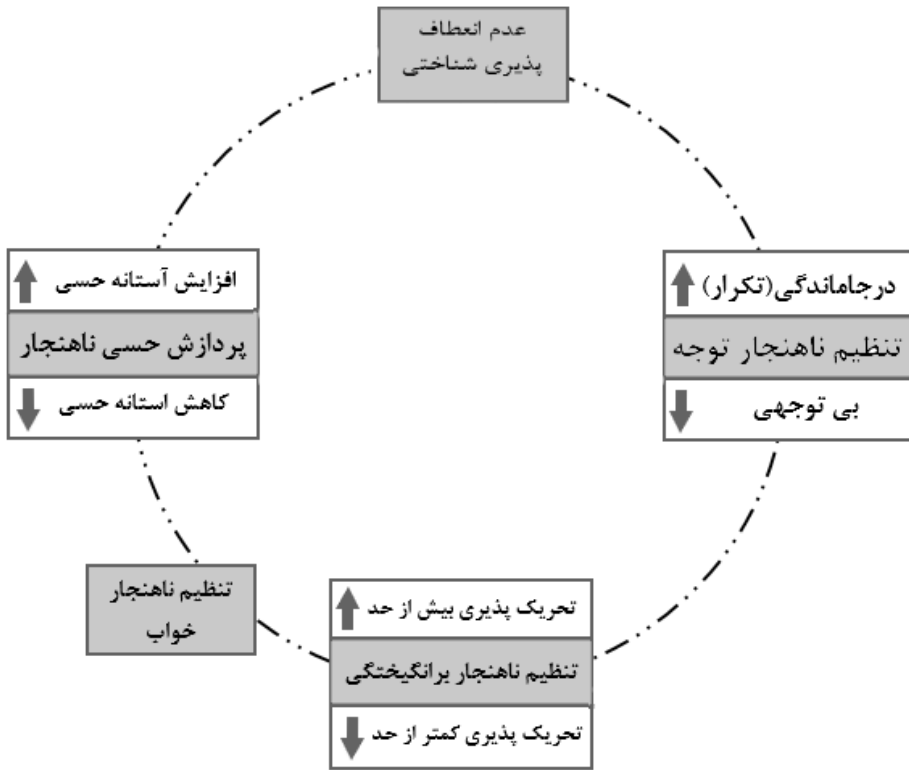 عدم انعطاف
پذیری شناختی
درجاماندگی(تکرار)
تنظیم ناهنجار توجه
بی توجهی
افزایش آستانه حسی
پردازش حسی ناهنجار
کاهش استانه حسی
تحریک پذیری بیش از حد
تنظیم ناهنجار برانگیختگی
تحریک پذیری کمتر از حد
تنظیم ناهنجار
خواب